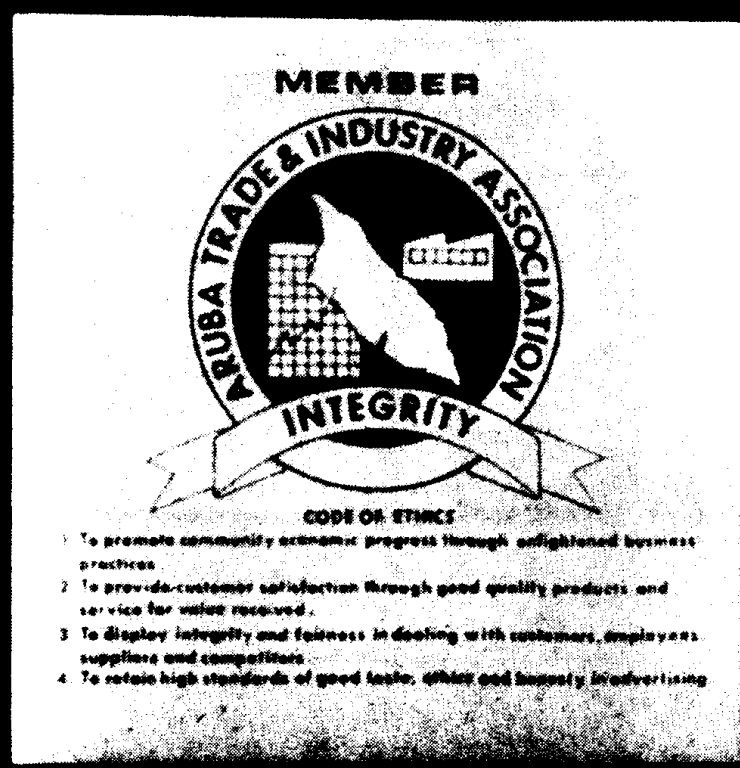 MEMBER
ARUBA TRADE & INDUSTRY ASSOCIATION
INTEGRITY
CODE OF ETHICS
1 To promote community economic progress through enlightened business
practices
2 To provide customer satisfaction through good quality products and
service for value received.
3 To display integrity and fairness in dealing with customers, employees
suppliers and competitors
4 To retain high standards of good taste, ethics and honesty in advertising